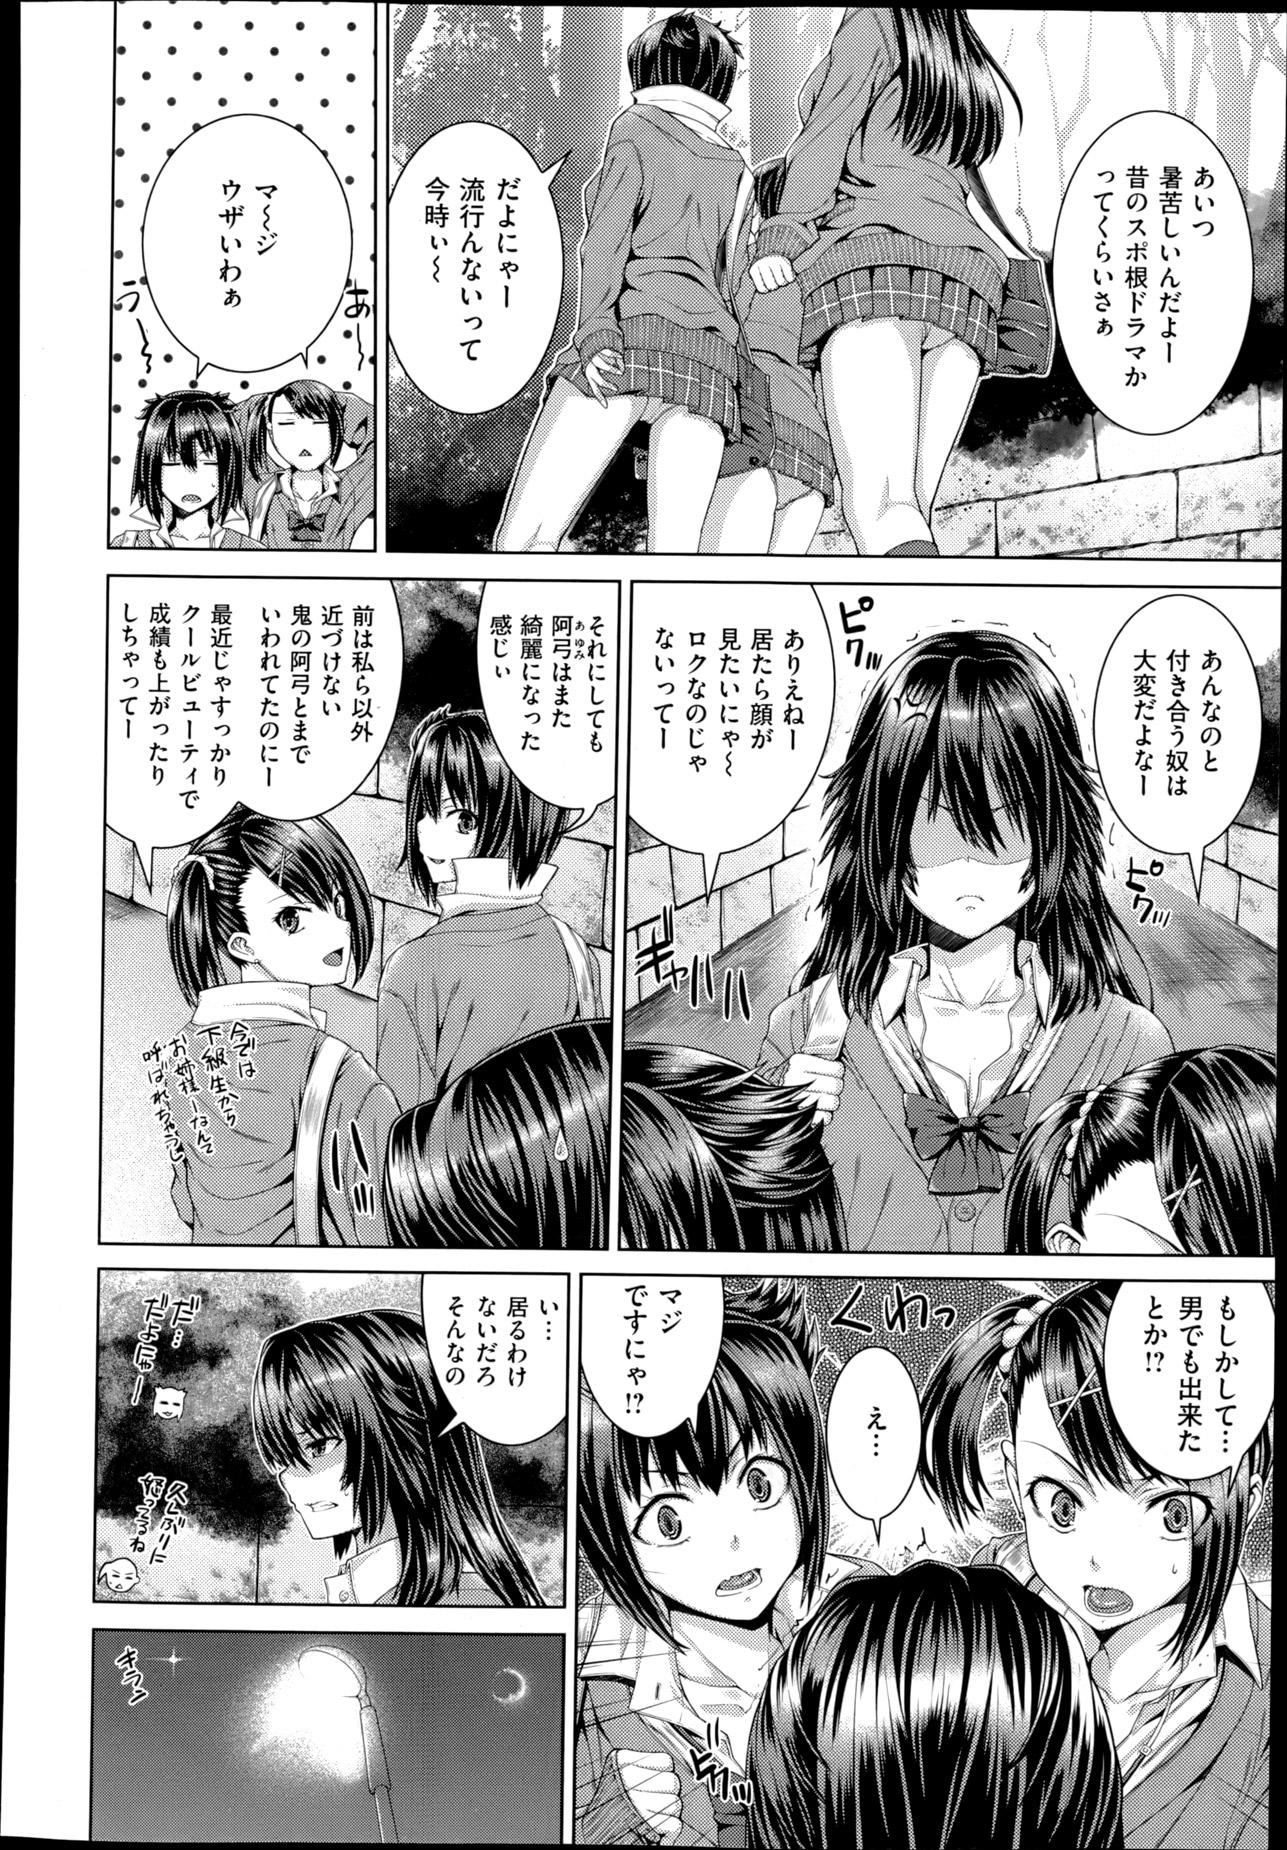 あいつ
暑苦しいんだよー
昔のスポ根ドラマか
ってくらいさぁ
だよにゃー
流行んないって
今時ぃ～
マ～ジ
ウザいわぁ
あ～
う～
あんなのと
付き合う奴は
大変だよなー
ピクッ
ピクッ
ありえねー
居たら顔が
見たいにゃ～
ロクなのじゃ
ないってー
ギャハハ
それにしても
阿弓はまた
あゆみ
綺麗になった
感じぃ
前は私ら以外
近づけない
鬼の阿弓とまで
いわれてたのにー
最近じゃすっかり
クールビューティで
成績も上がったり
しちゃってー
今では
下級生から
お姉様ーなんて
呼ばれちゃうし
もしかして…
男でも出来た
とか!?
くわっ
え…
マジ
ですにゃ!?
ビクッ
い…
居るわけ
ないだろ
そんなの
だ…
だよにゃー
久しぶりに
怒ってるね
キラン